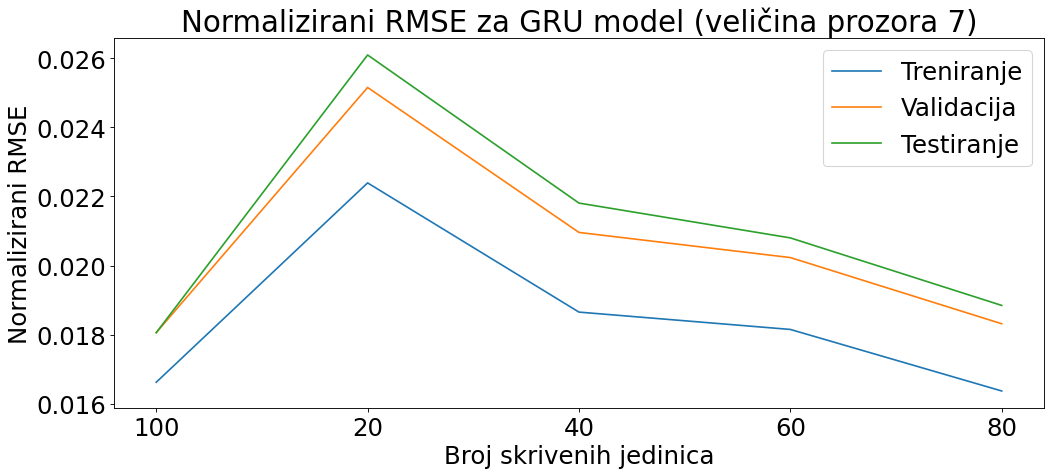 Normalizirani RMSE za GRU model (veličina prozora 7)
Normalizirani RMSE
0.026
0.024
0.022
0.020
0.018
0.016
Treniranje
Validacija
Testiranje
100 20 40 60 80
Broj skrivenih jedinica